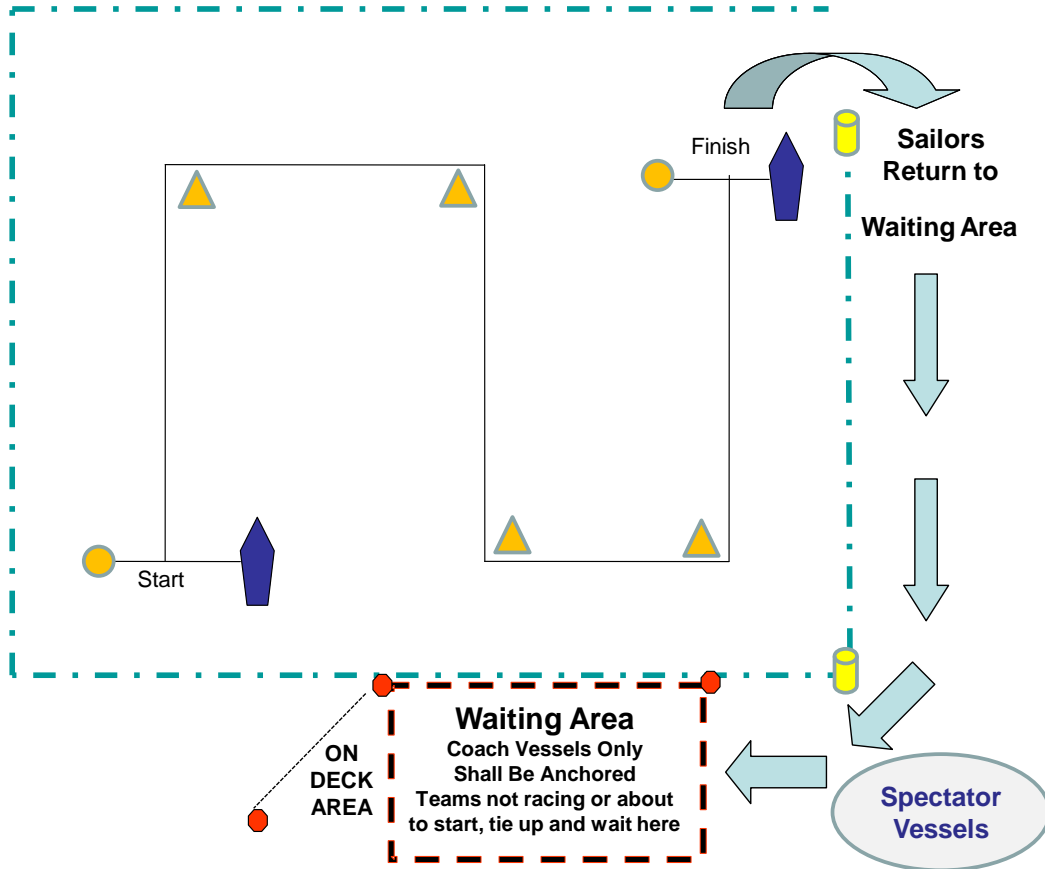 Finish
Sailors
Return to
Waiting Area
Start
ON
DECK
AREA
Waiting Area
Coach Vessels Only
Shall Be Anchored
Teams not racing or about
to start, tie up and wait here
Spectator
Vessels